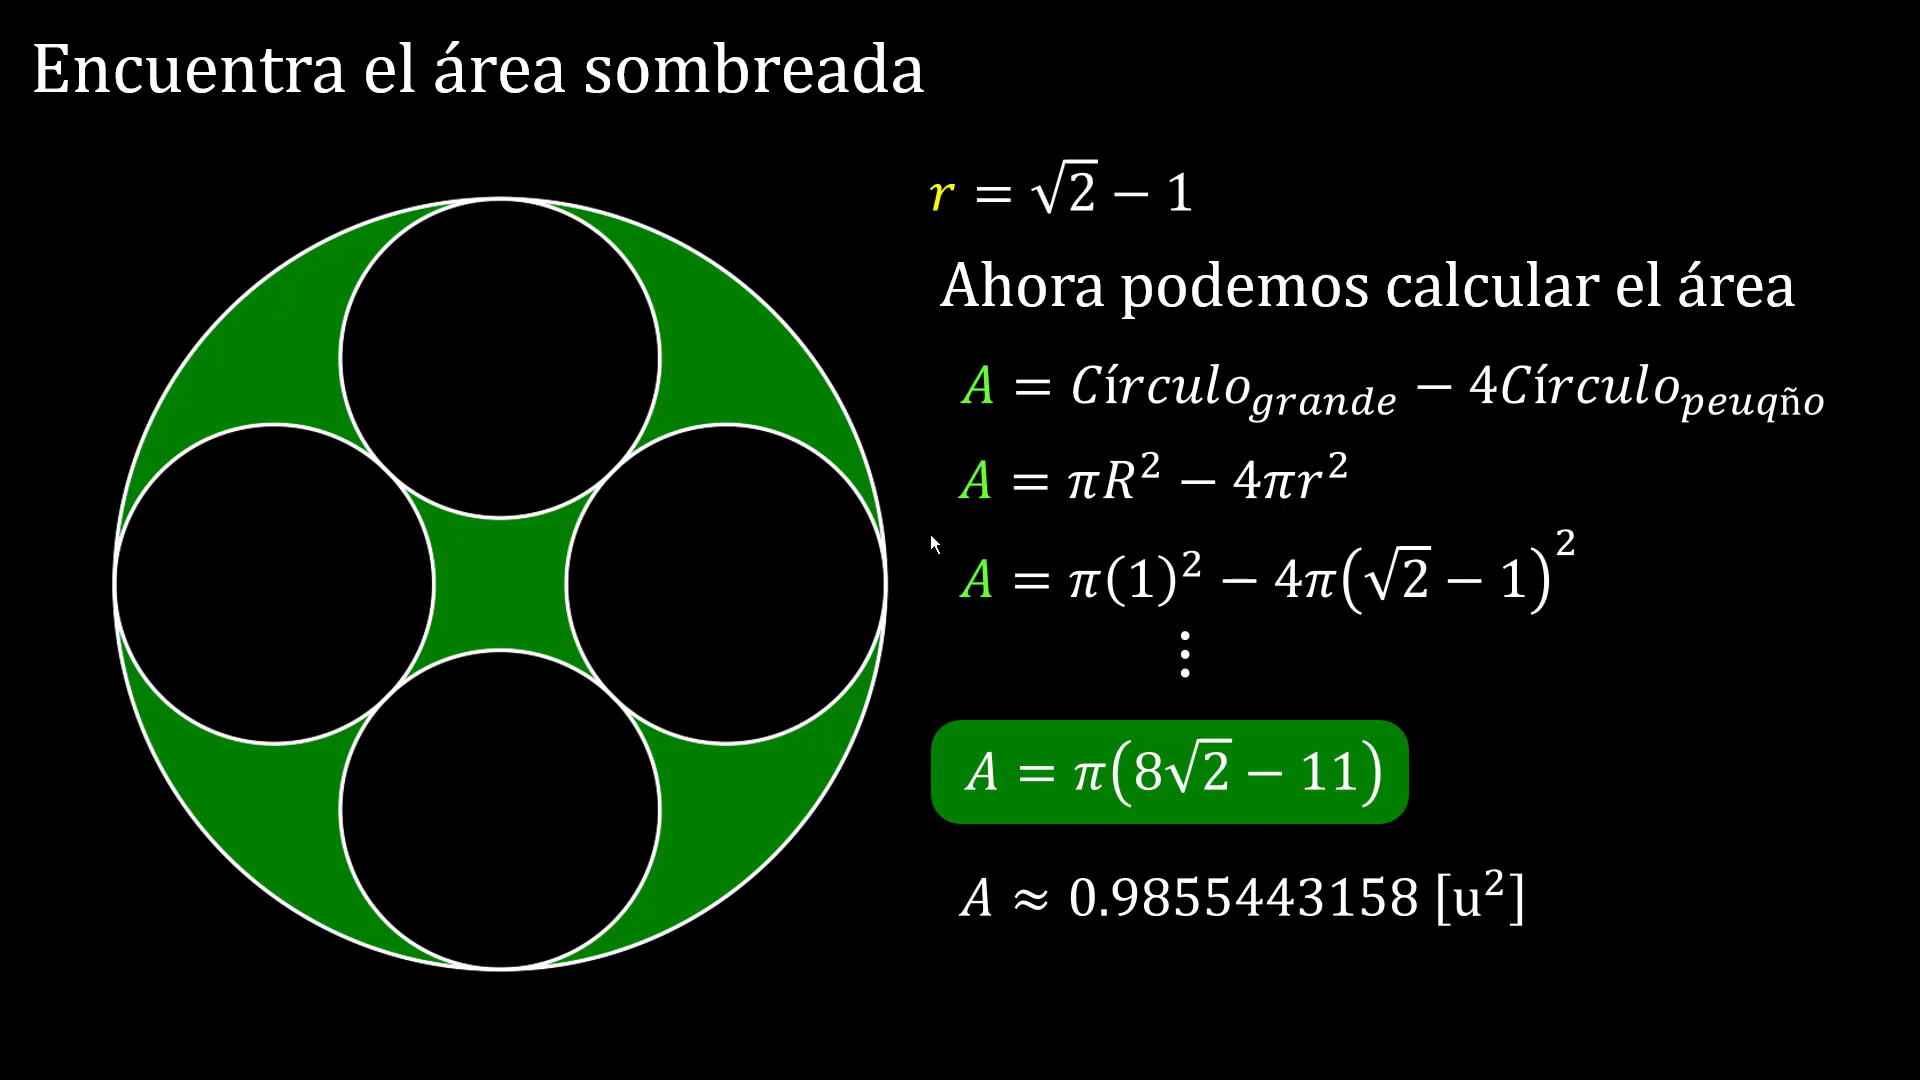 Encuentra el área sombreada
r = √2 − 1
Ahora podemos calcular el área
A = Círculo_grande − 4Círculo_peuqño
A = πR² − 4πr²
A = π(1)² − 4π(√2 − 1)²
⋮
A = π(8√2 − 11)
A ≈ 0.9855443158 [u²]